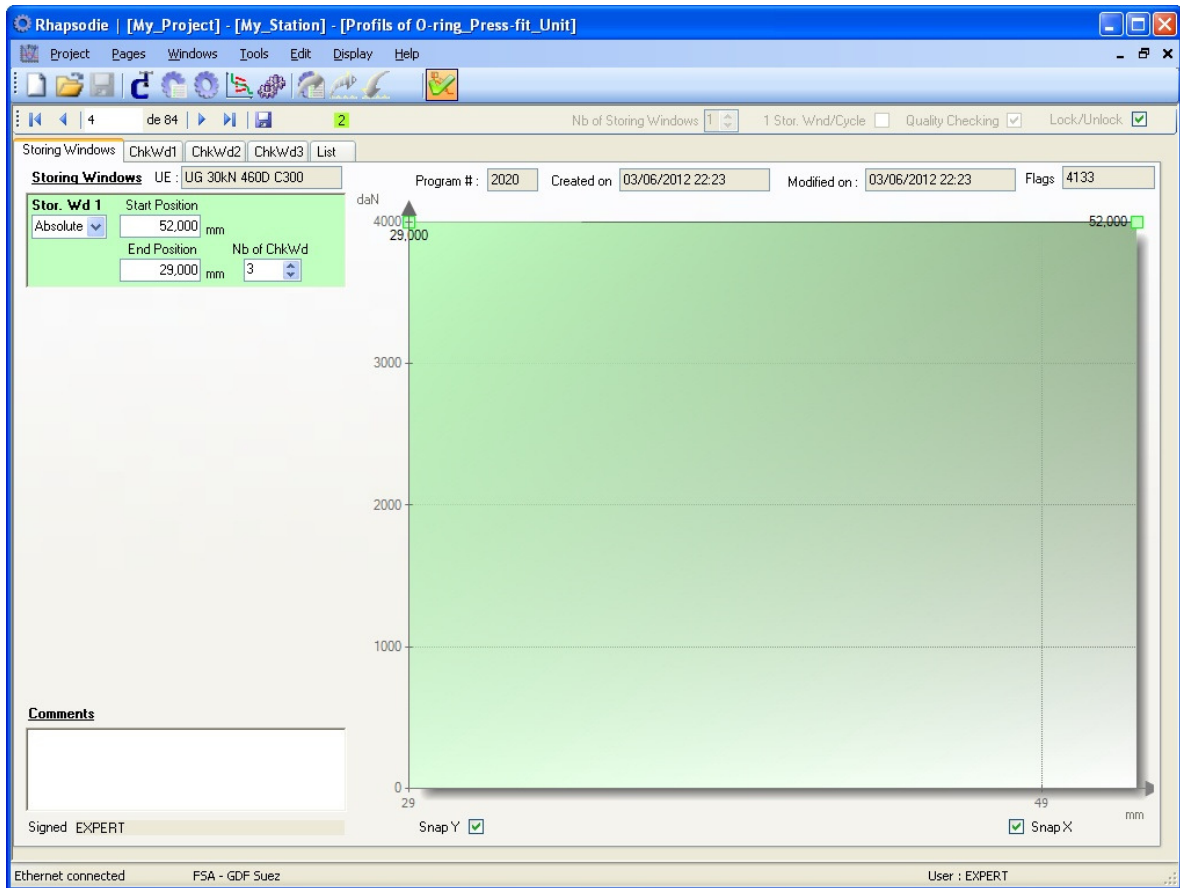 Rhapsodie | [My_Project] - [My_Station] - [Profils of O-ring_Press-fit_Unit]
Project Pages Windows Tools Edit Display Help
4 de 84 2 Nb of Storing Windows 1 1 Stor. Wnd/Cycle Quality Checking Lock/Unlock
Storing Windows ChkWd1 ChkWd2 ChkWd3 List
Storing Windows UE : UG 30kN 460D C300 Program # : 2020 Created on 03/06/2012 22:23 Modified on : 03/06/2012 22:23 Flags 4133
Stor. Wd 1 Start Position
Absolute 52,000 mm
End Position Nb of ChkWd
29,000 mm 3
daN
4000 52,000
29,000
3000
2000
1000
0
29 49
mm
Comments
Signed EXPERT
Snap Y Snap X
Ethernet connected FSA - GDF Suez User : EXPERT